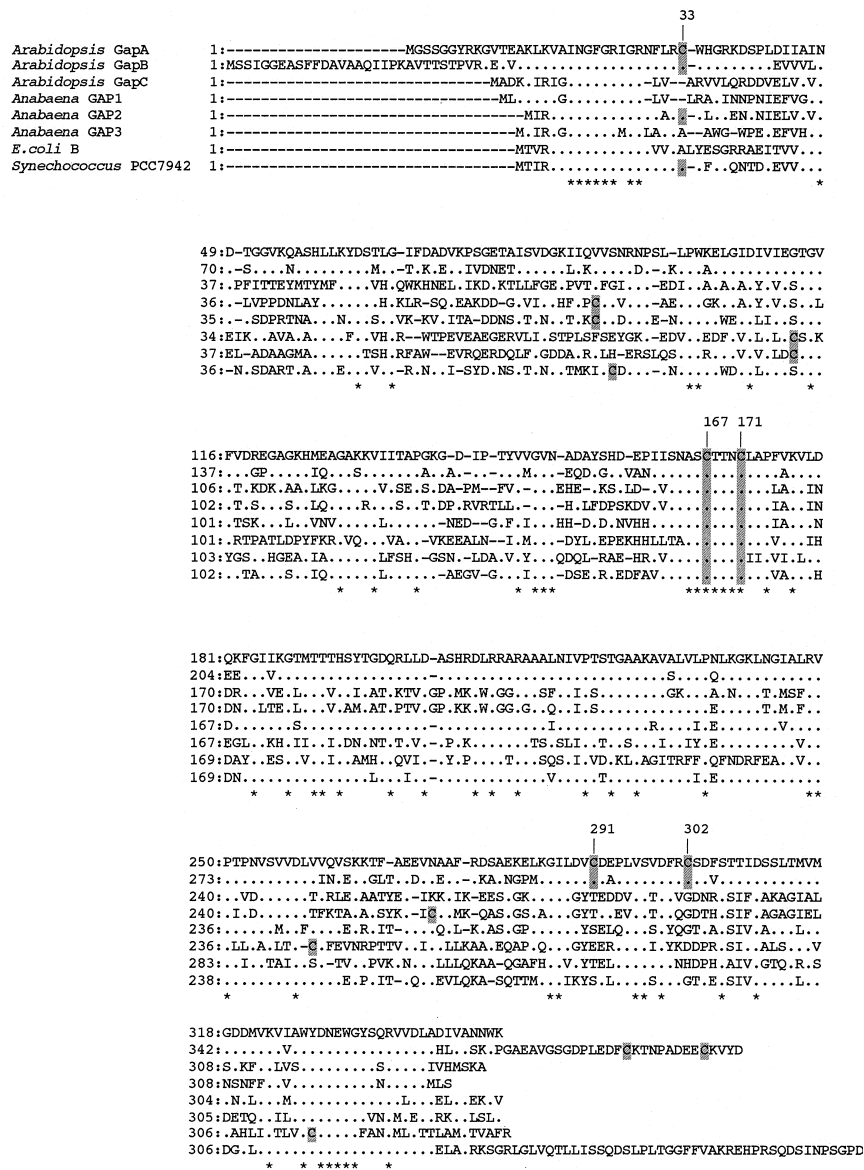 33
Arabidopsis GapA 1:---------------------MGSSGGYRKGVTEAKLKVAINGFGRIGRNFLRC-WHGRKDSPLDIIAIN
Arabidopsis GapB 1:MSSIGGEASFFDAVAAQIIPKAVTTSTPVR.E.V.................-.........EVVVL.
Arabidopsis GapC 1:-------------------------------MADK.IRIG.........LV--ARVVLQRDDVELV.V.
Anabaena GAP1 1:--------------------------------ML.....G.........LV--LRA.INNPNIEFVG..
Anabaena GAP2 1:-----------------------------------MIR...............A..-..L..EN.NIELV.V
Anabaena GAP3 1:----------------------------------M.IR.G......M..LA..A--AWG-WP.E.EFVH.
E.coli B 1:----------------------------------MTVR............VV.ALYESGRRAEITVV..
Synechococcus PCC7942 1:----------------------------------MTIR...............-.F..QNTD.EVV...
****** ** *
49:D-TGGVKQASHLLKYDSTLG-IFDADVKPSGETAISVDGKIIQVVSNRNPSL-LPWKELGIDIVIEGTGV
70:.-S....N.........M..-T.K.E..IVDNET.....L.K.....D.-K...A............
37:.PFITTEYMTYMF....VH.QWKHNELL.IKD.KTLLFGE.PVT.FGI...-EDI..A...A.Y.V.S..
36:.-LVPPDNLAY......H.KLR-SQ.EAKDD-G.VI..HF.PC..V...-AE...GK..A.Y.V.S...L
35:.-.SDPRTNA...N...S..VK-KV.ITA-DDNS.T.N..T.KC..D...E-N....WE..LI..S...
34:EIK..AVA.A....F..VH.R--WTPEVEAEGERVLI.STPLSFSEYGK.-EDV..EDF.V.L.L.CS.K
37:EL-ADAAGMA.....TSH.RFAW--EVRQERDQLF.GDDA.RLH-ERSLQS..R...V.V.LDC...
36:.-N.SDART.A...E...V..R.N..I-SY.DN.NS.T.N..TMKI.CD....-N....WD..L...S...
* * ** * *
167 171
116:FVDREGAGKHMEAGAKKVIITAPGKG-D-IP-TYVVGVN-ADAYSHD-EPIISNASCTTNCLAPFVKVLD
137:....GP.....IQ...S.......A..A.-.....M...-EQD.G..VAN.................A...
106:.T.KDK.AA.LKG.....V.SE.S.DA-PM--FV.....-EHE-.KS.LD-.V............LA..IN
102:.T.S...S...LQ....R...S.T.DP.RVRTLL...-.H.LFDPSKDV.V..............IA..IN
101:.TSK...L..VNV....L......-NED--G.F.I...HH-D.D.NVHH................IA...N
101:.RTPATLDPYFKR.VQ...VA..-VKEEALN--I.M...-DYL.EPEKHHLLTA...........V....IH
103:YGS..HGEA.IA......LFSH.-GSN.-LDA.V.Y...QDQL-RAE-HR.V............II.VI.L..
102:..TA...S..IQ.........-AEGV-G...I....-DSE.R.EDFAV................VA...H
* * * * *** ******* * *
181:QKFGIIKGTMTTTHSYTGDQRLLD-ASHRDLRRARAAALNIVPTSTGAAKAVALVLPNLKGKLNGIALRV
204:EE...V..................-...........................S....Q............
170:DR...VE.L...V..I.AT.KTV.GP.MK.W.GG...SF...I.S.......GK...A.N...T.MSF..
170:DN..LTE.L...V.AM.AT.PTV.GP.KK.W.GG.G..Q...I.S..........E......T.M.F..
167:D.......S...............-.............I...........R....I.E.......V...
167:EGL..KH.II..II.DN.NT.T.V.-P.K.......TS.SLI..T..S...I..IY.E........V..
169:DAY..ES..V..I.AMH..QVI.-.Y.P....T...SQS.I.VD.KL..AGITRFF.QFNDRFEA..V..
169:DN...............L..I..-.............V.....T......I.E...............
* * ** * * * * * * * * * * **
291 302
250:PTPNVSVVDLVVQVSKKTF-AEEVNAAF-RDSAEKELKGILDVCDEPLVSVDFRCSDFSTTIDSSLTMVM
273:...........IN.E..GLT..D..E.-.KA.NGPM........A...........V............
240:..VD......T.RLE.AATYE.-IKK.IK-EES.GK....GYTEDDV..T..VGDNR.SIF.AKAGIAL
240:.I.D......TFKTA.A.SYK.-IC..MK-QAS.GS.A...GYT..EV..T..QGDTH.SIF.AGAGIEL
236:......M..F...E.R.IT-...Q.L-K.AS.GP......YSELQ...S..YQGT.A.SIV.A...L..
236:.LL.A.LT.-CFEVNRPTTV..I.LLKAA.EQAP.Q...GYEER...I.YKDDPR.SI..ALS...V
283:..I..TAI..S.-TV..PVK.N...LLLQKAA-QGAFH..V.YTEL....NHDPH.AIV.GTQ.R.S
238:..............E.P.IT-.Q..EVLQKA-SQTTM...IKYS.L....S..GT.E.SIV.....L..
* * ** ** * * *
318:GDDMVKVIAWYDNEWGYSQRVVDLADIVANNWK
342:.......V.................HL..SK.PGAEAVGSGDPLEDFCKTNPADEECKVYD
308:S.KF..LVS.........S.....IVHMSKA
308:NSNFF..V..........N....MLS
304:.N.L...M.................L...EL..EK.V
305:DETQ..IL........VN.M.E..RK..LSL.
306:.AHLI.TLV.C.....FAN.ML.TTLAM.TVAFR
306:DG.L.......................ELA.RKSGRLGLVQTLLISSQDSLPLTGGFFVAKREHPRSQDSINPSGPD
* * ***** *